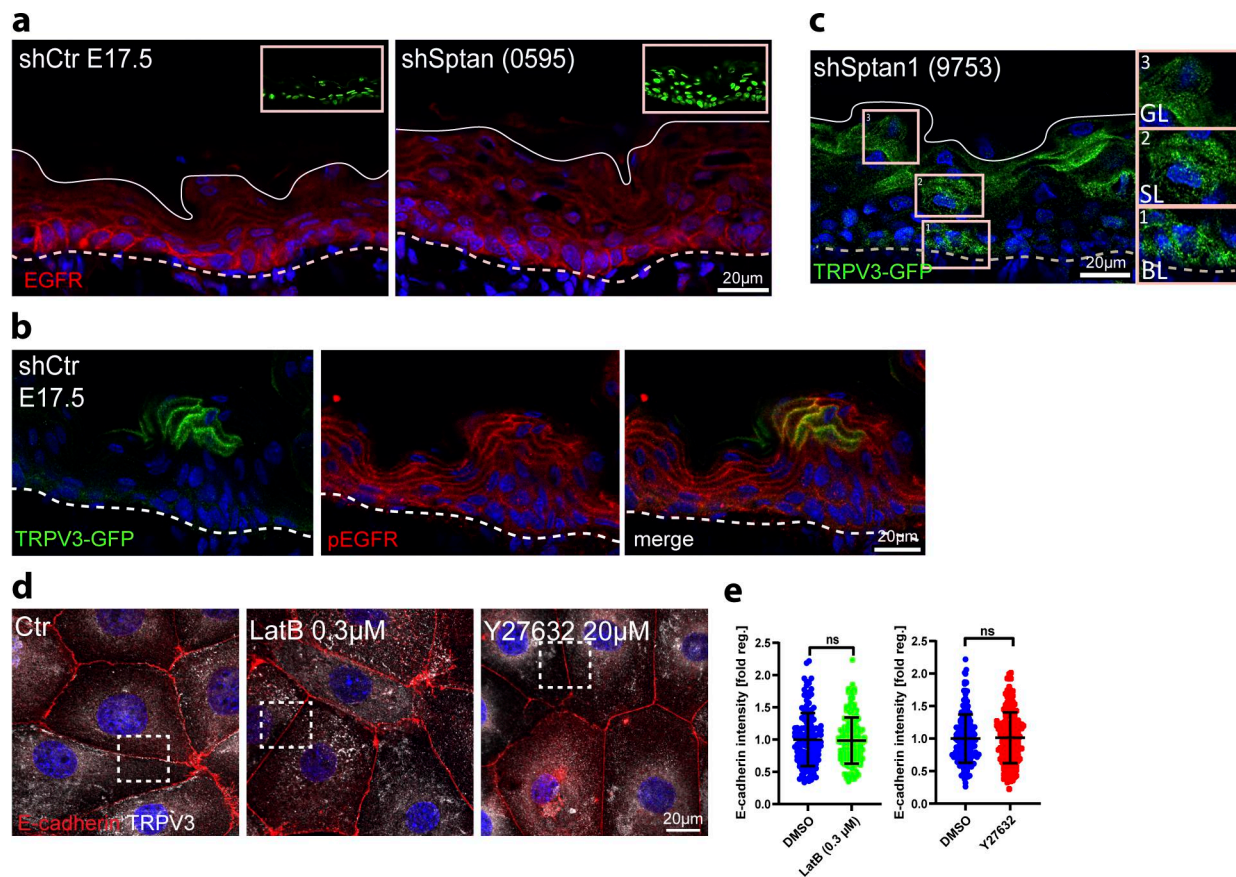 a
shCtr E17.5
EGFR
shSptan (0595)
20µm
c
shSptan1 (9753)
3
2
1
TRPV3-GFP
20µm
3
GL
2
SL
1
BL
b
shCtr
E17.5
TRPV3-GFP
pEGFR
merge
20µm
d
Ctr
E-cadherin TRPV3
LatB 0.3µM
Y27632 20µM
20µm
e
E-cadherin intensity [fold reg.]
2.5
2.0
1.5
1.0
0.5
0.0
ns
DMSO
LatB (0.3 µM)
E-cadherin intensity [fold reg.]
2.5
2.0
1.5
1.0
0.5
0.0
ns
DMSO
Y27632